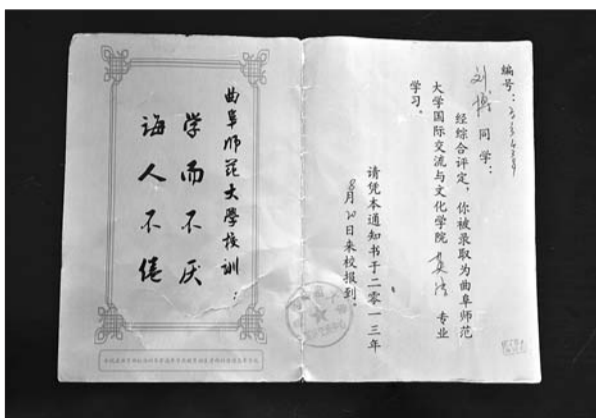 编号:
刘 同学:
经综合评定,你被录取为曲阜师范
大学国际交流与文化学院 英语 专业
学习。
请凭本通知书于二零一三年
8月20日来校报到。
曲阜师范大學校训:
学而不厌
诲人不倦